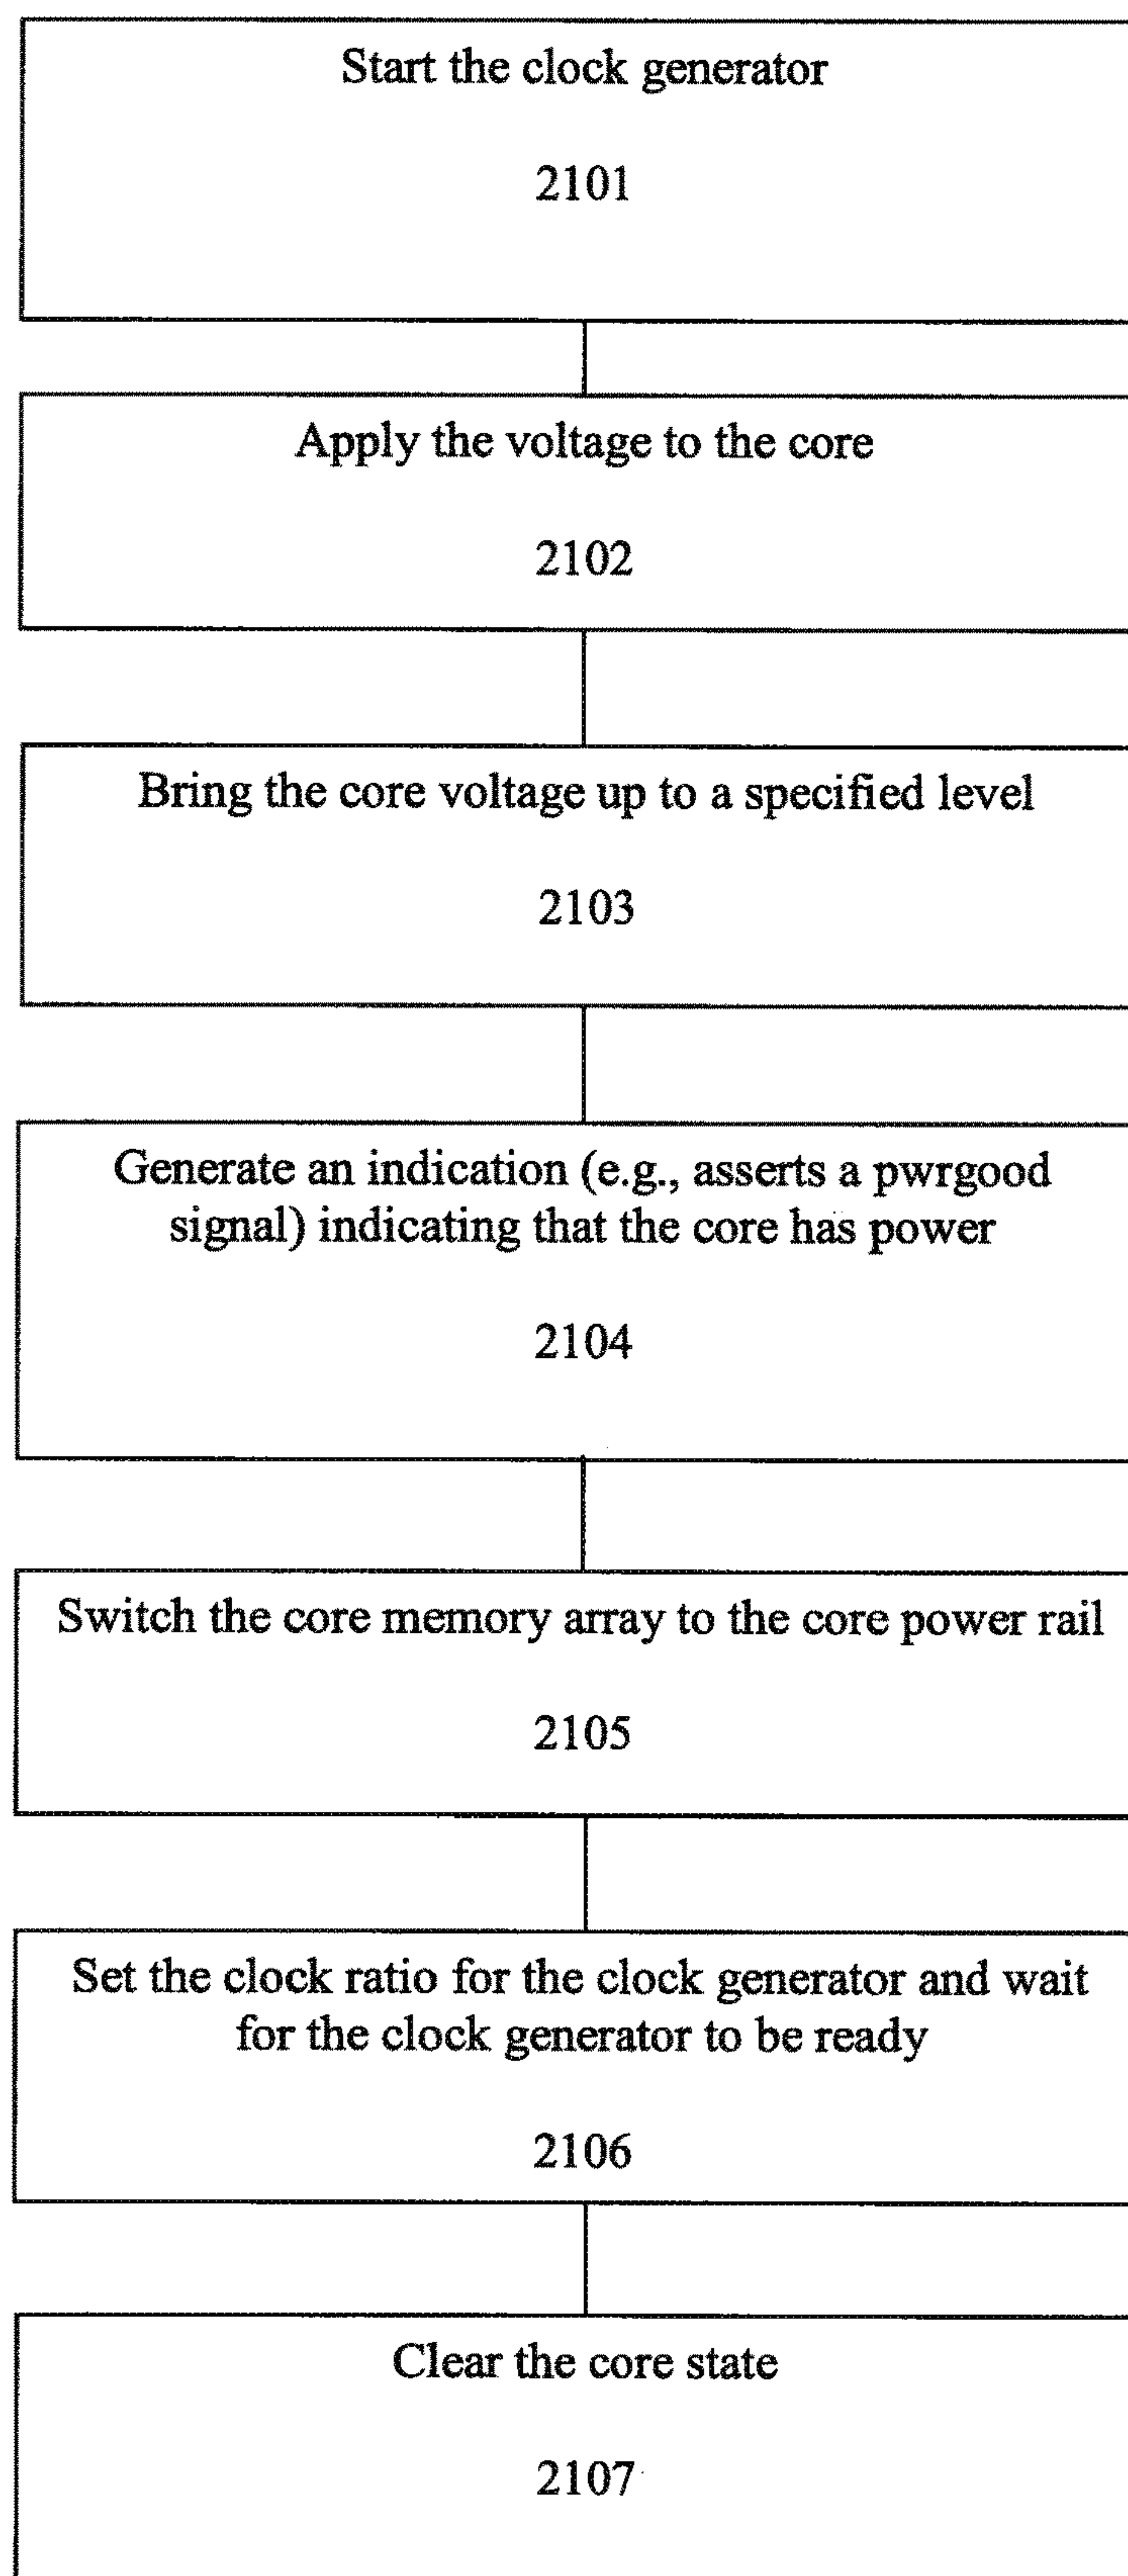 Start the clock generator
2101
Apply the voltage to the core
2102
Bring the core voltage up to a specified level
2103
Generate an indication (e.g., asserts a pwrgood
signal) indicating that the core has power
2104
Switch the core memory array to the core power rail
2105
Set the clock ratio for the clock generator and wait
for the clock generator to be ready
2106
Clear the core state
2107